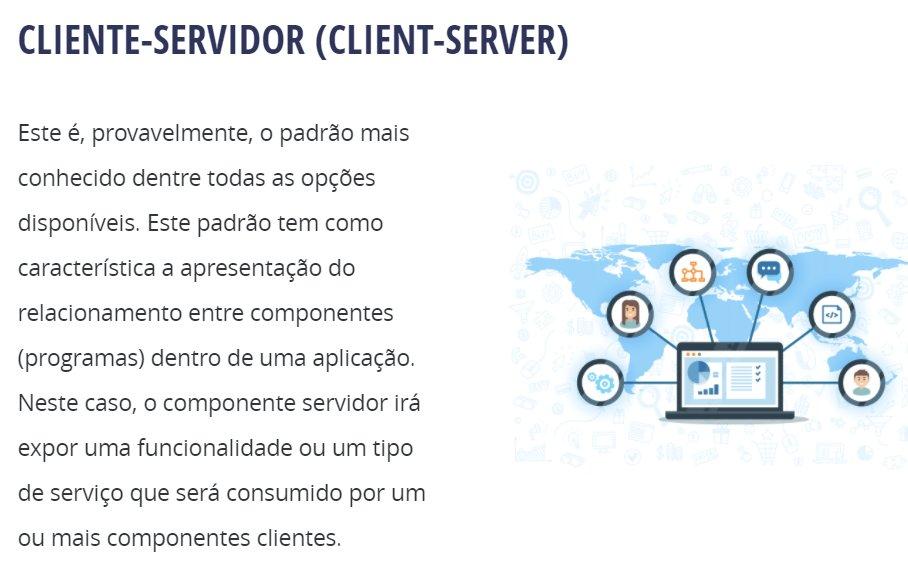 CLIENTE-SERVIDOR (CLIENT-SERVER)
Este é, provavelmente, o padrão mais
conhecido dentre todas as opções
disponíveis. Este padrão tem como
característica a apresentação do
relacionamento entre componentes
(programas) dentro de uma aplicação.
Neste caso, o componente servidor irá
expor uma funcionalidade ou um tipo
de serviço que será consumido por um
ou mais componentes clientes.